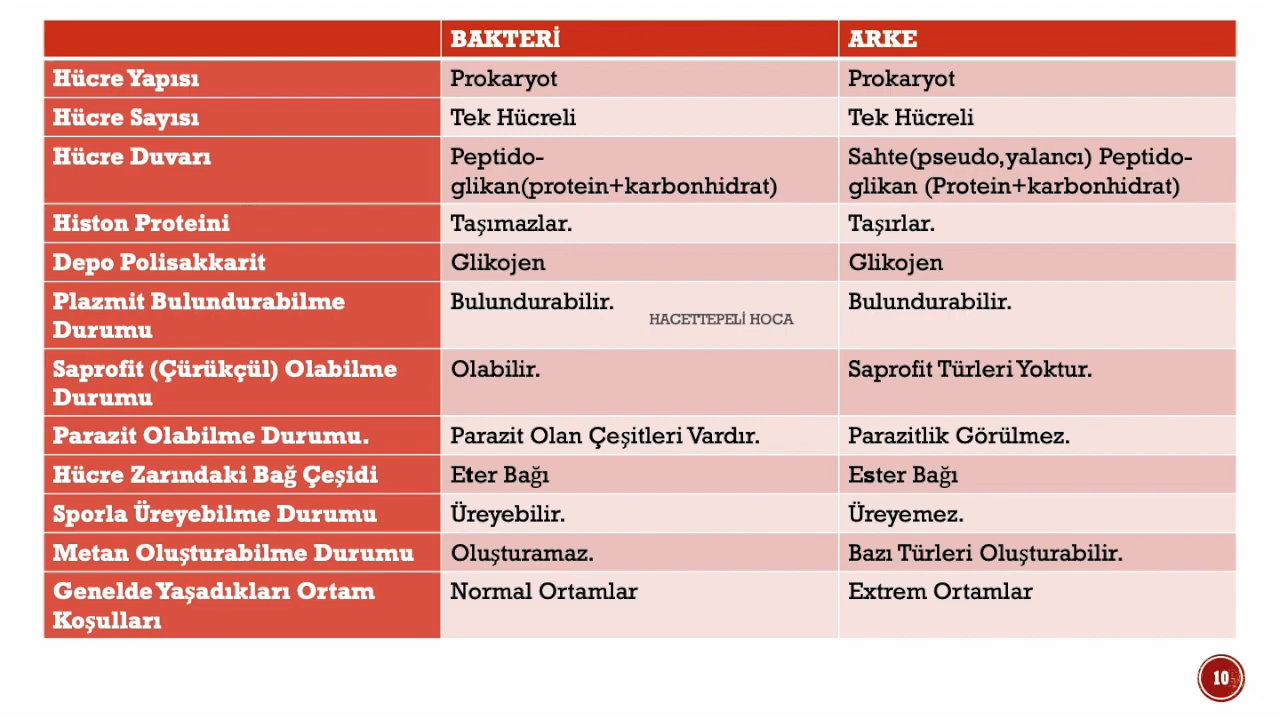 BAKTERİ ARKE
Hücre Yapısı Prokaryot Prokaryot
Hücre Sayısı Tek Hücreli Tek Hücreli
Hücre Duvarı Peptido- Sahte(pseudo,yalancı) Peptido-
glikan(protein+karbonhidrat) glikan (Protein+karbonhidrat)
Histon Proteini Taşımazlar. Taşırlar.
Depo Polisakkarit Glikojen Glikojen
Plazmit Bulundurabilme Bulundurabilir. Bulundurabilir.
Durumu HACETTEPELİ HOCA
Saprofit (Çürükçül) Olabilme Olabilir. Saprofit Türleri Yoktur.
Durumu
Parazit Olabilme Durumu. Parazit Olan Çeşitleri Vardır. Parazitlik Görülmez.
Hücre Zarındaki Bağ Çeşidi Eter Bağı Ester Bağı
Sporla Üreyebilme Durumu Üreyebilir. Üreyemez.
Metan Oluşturabilme Durumu Oluşturamaz. Bazı Türleri Oluşturabilir.
Genelde Yaşadıkları Ortam Normal Ortamlar Extrem Ortamlar
Koşulları
10